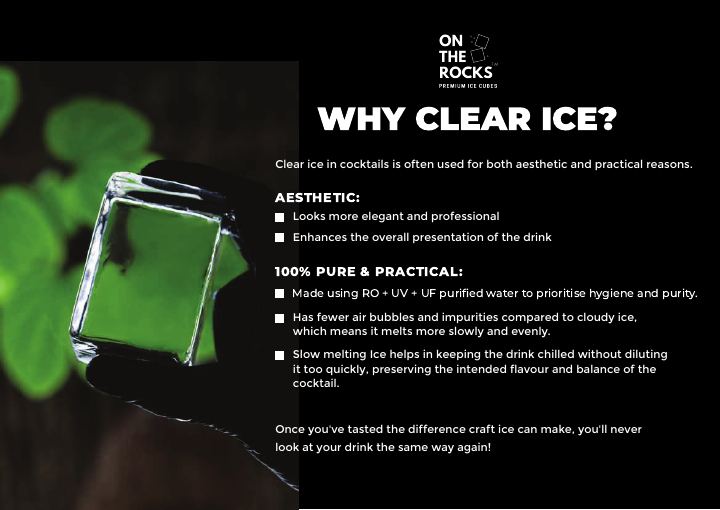 ON
THE
ROCKS™
PREMIUM ICE CUBES
WHY CLEAR ICE?
Clear ice in cocktails is often used for both aesthetic and practical reasons.
AESTHETIC:
Looks more elegant and professional
Enhances the overall presentation of the drink
100% PURE & PRACTICAL:
Made using RO + UV + UF purified water to prioritise hygiene and purity.
Has fewer air bubbles and impurities compared to cloudy ice,
which means it melts more slowly and evenly.
Slow melting Ice helps in keeping the drink chilled without diluting
it too quickly, preserving the intended flavour and balance of the
cocktail.
Once you've tasted the difference craft ice can make, you'll never
look at your drink the same way again!